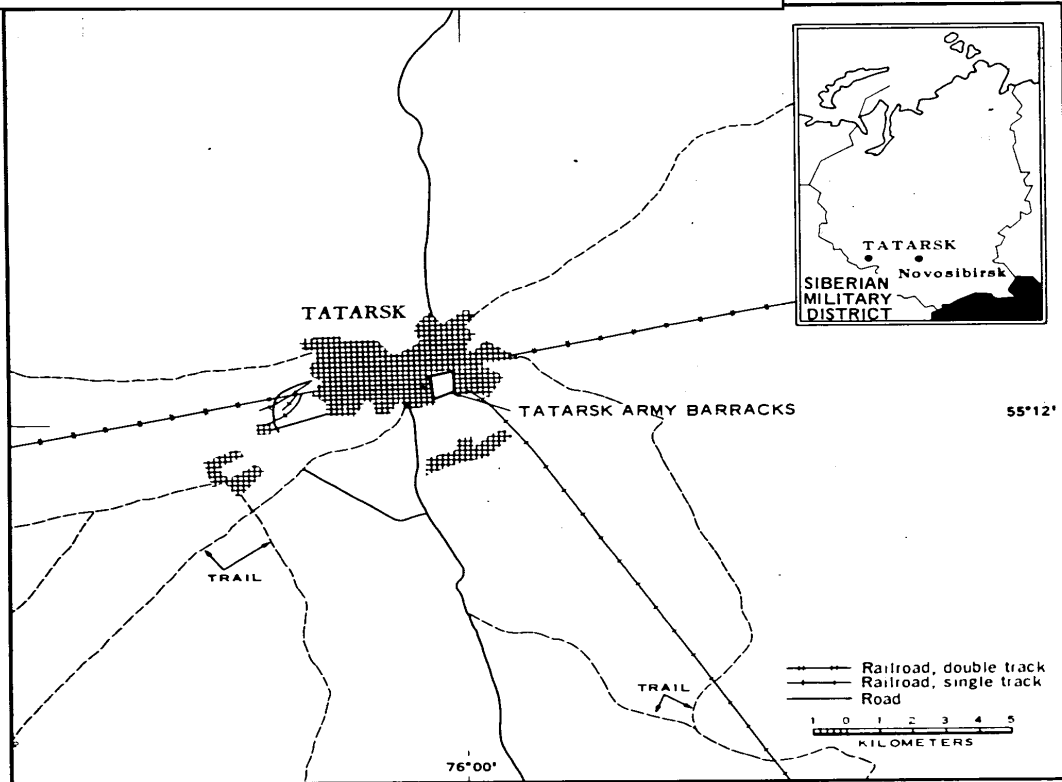 TATARSK
Novosibirsk
SIBERIAN
MILITARY
DISTRICT
TATARSK
TATARSK ARMY BARRACKS
55°12'
TRAIL
TRAIL
Railroad, double track
Railroad, single track
Road
1 0 1 2 3 4 5
KILOMETERS
76°00'